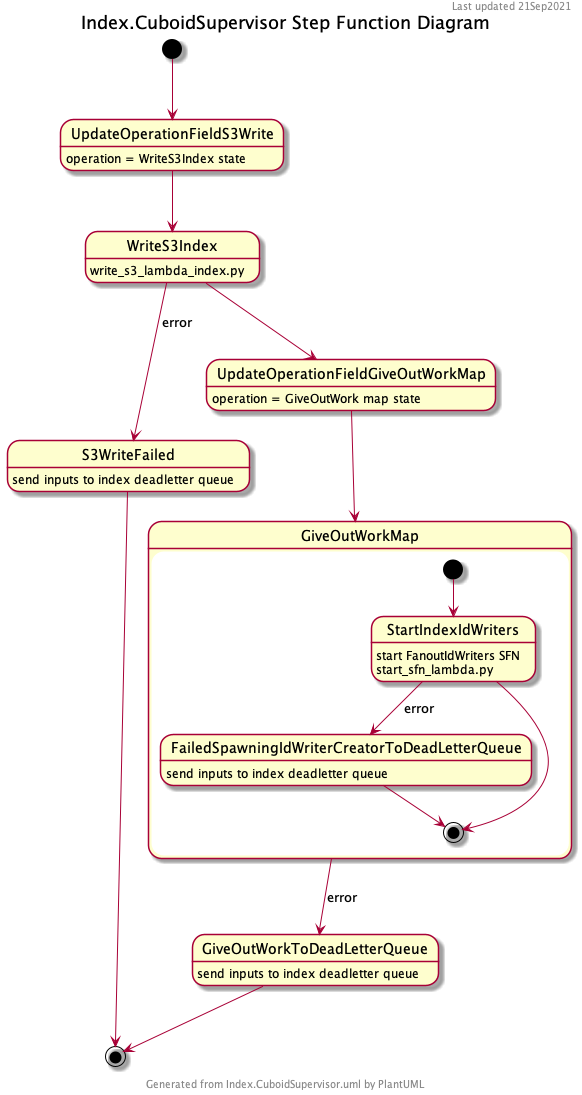 Last updated 21Sep2021
Index.CuboidSupervisor Step Function Diagram
UpdateOperationFieldS3Write
operation = WriteS3Index state
WriteS3Index
write_s3_lambda_index.py
error
UpdateOperationFieldGiveOutWorkMap
operation = GiveOutWork map state
S3WriteFailed
send inputs to index deadletter queue
GiveOutWorkMap
StartIndexIdWriters
start FanoutIdWriters SFN
start_sfn_lambda.py
error
FailedSpawningIdWriterCreatorToDeadLetterQueue
send inputs to index deadletter queue
error
GiveOutWorkToDeadLetterQueue
send inputs to index deadletter queue
Generated from Index.CuboidSupervisor.uml by PlantUML